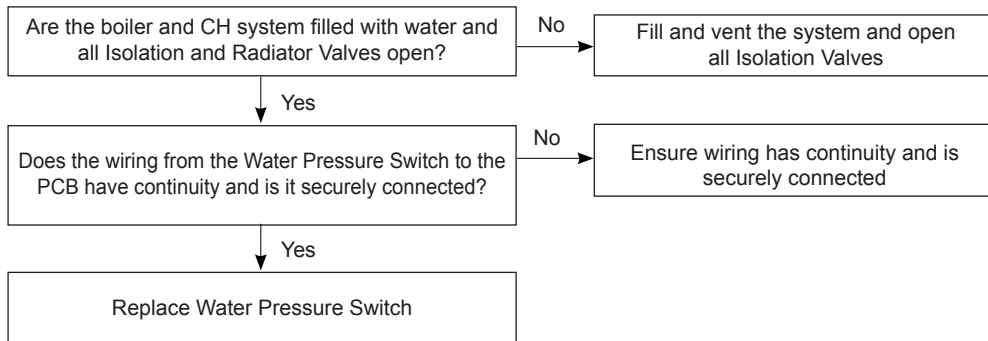 Are the boiler and CH system filled with water and
all Isolation and Radiator Valves open?
No
Fill and vent the system and open
all Isolation Valves
Yes
Does the wiring from the Water Pressure Switch to the
PCB have continuity and is it securely connected?
No
Ensure wiring has continuity and is
securely connected
Yes
Replace Water Pressure Switch